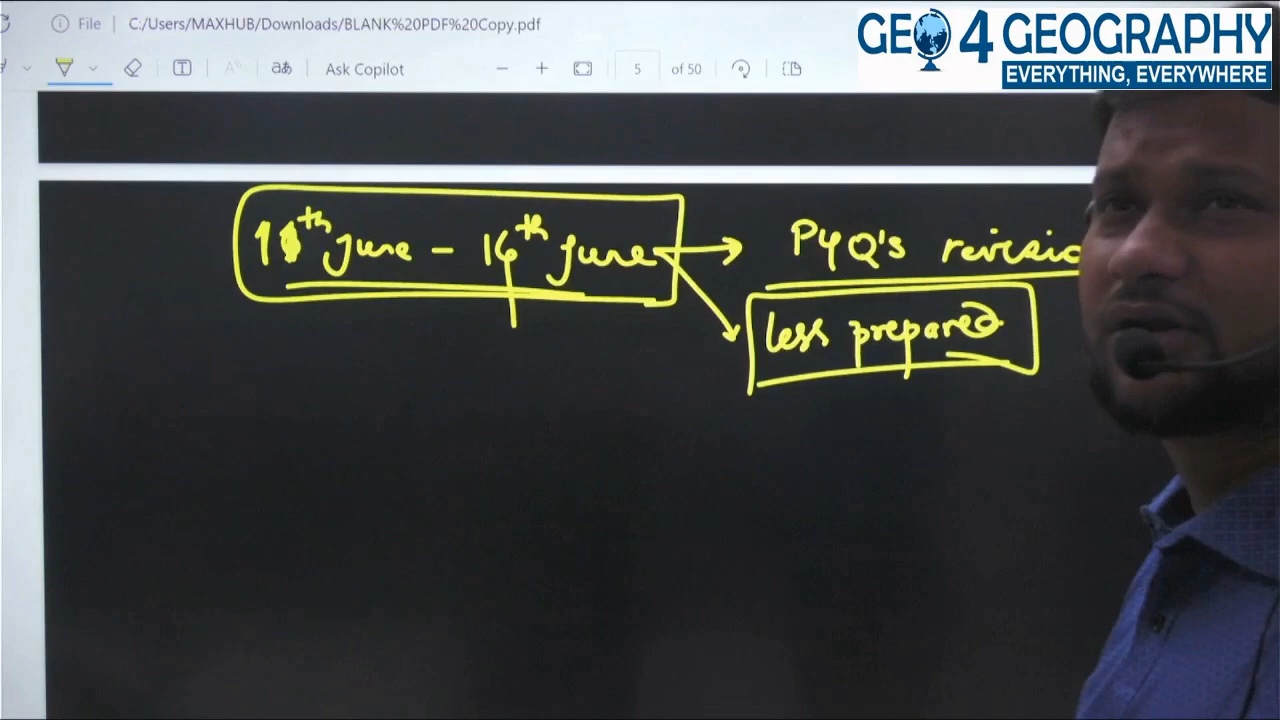 File
C:/Users/MAXHUB/Downloads/BLANK%20PDF%20Copy.pdf
GEO 4 GEOGRAPHY
EVERYTHING, EVERYWHERE
Ask Copilot
5
of 50
11th June - 16th June
PYQ's
less prepared